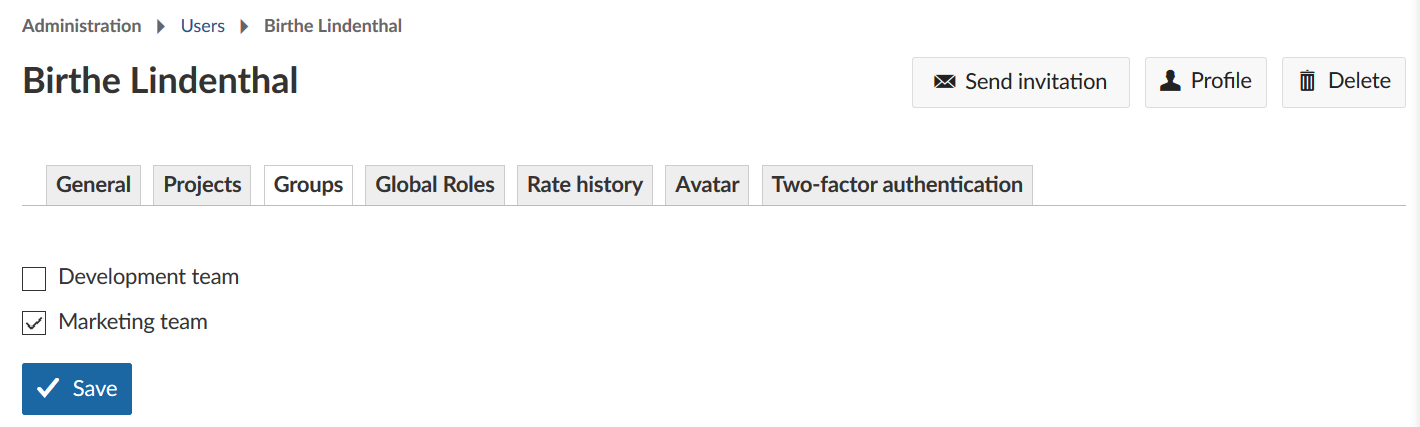 Administration Users Birthe Lindenthal
Birthe Lindenthal
Send invitation Profile Delete
General Projects Groups Global Roles Rate history Avatar Two-factor authentication
Development team
Marketing team
Save